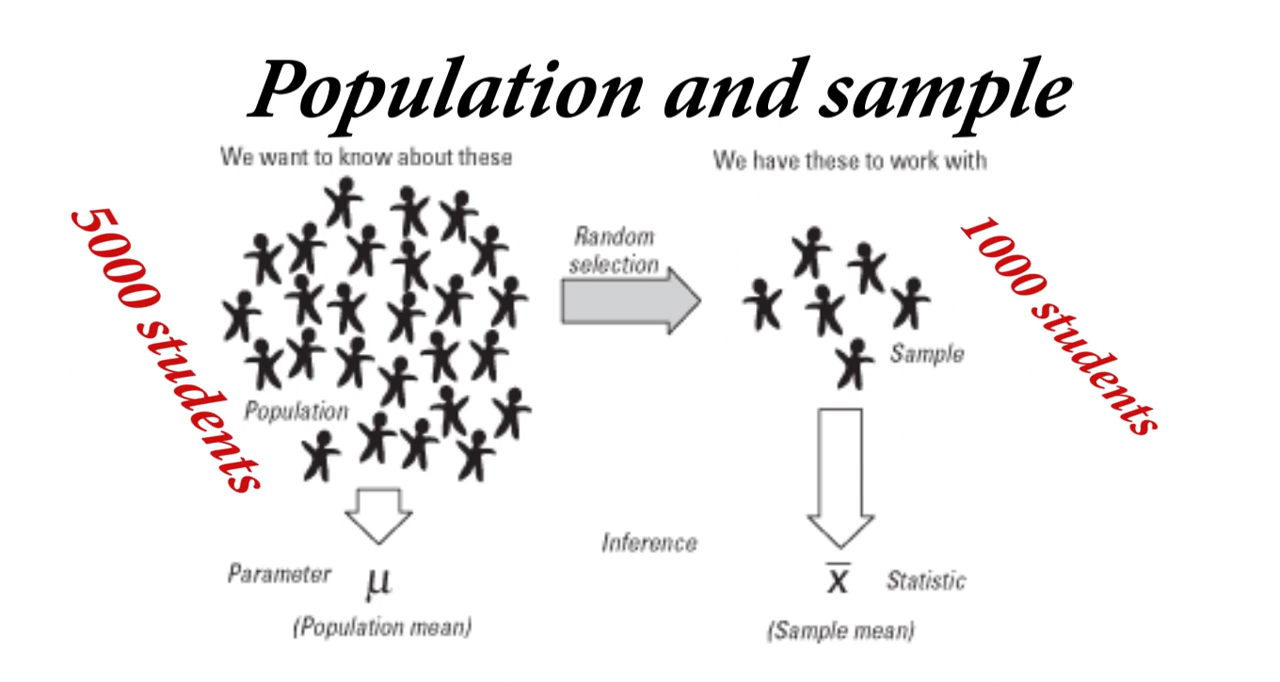 Population and sample
We want to know about these
We have these to work with
5000 students
Random
selection
1000 students
Sample
Population
Inference
Parameter μ
x̄ Statistic
(Population mean)
(Sample mean)